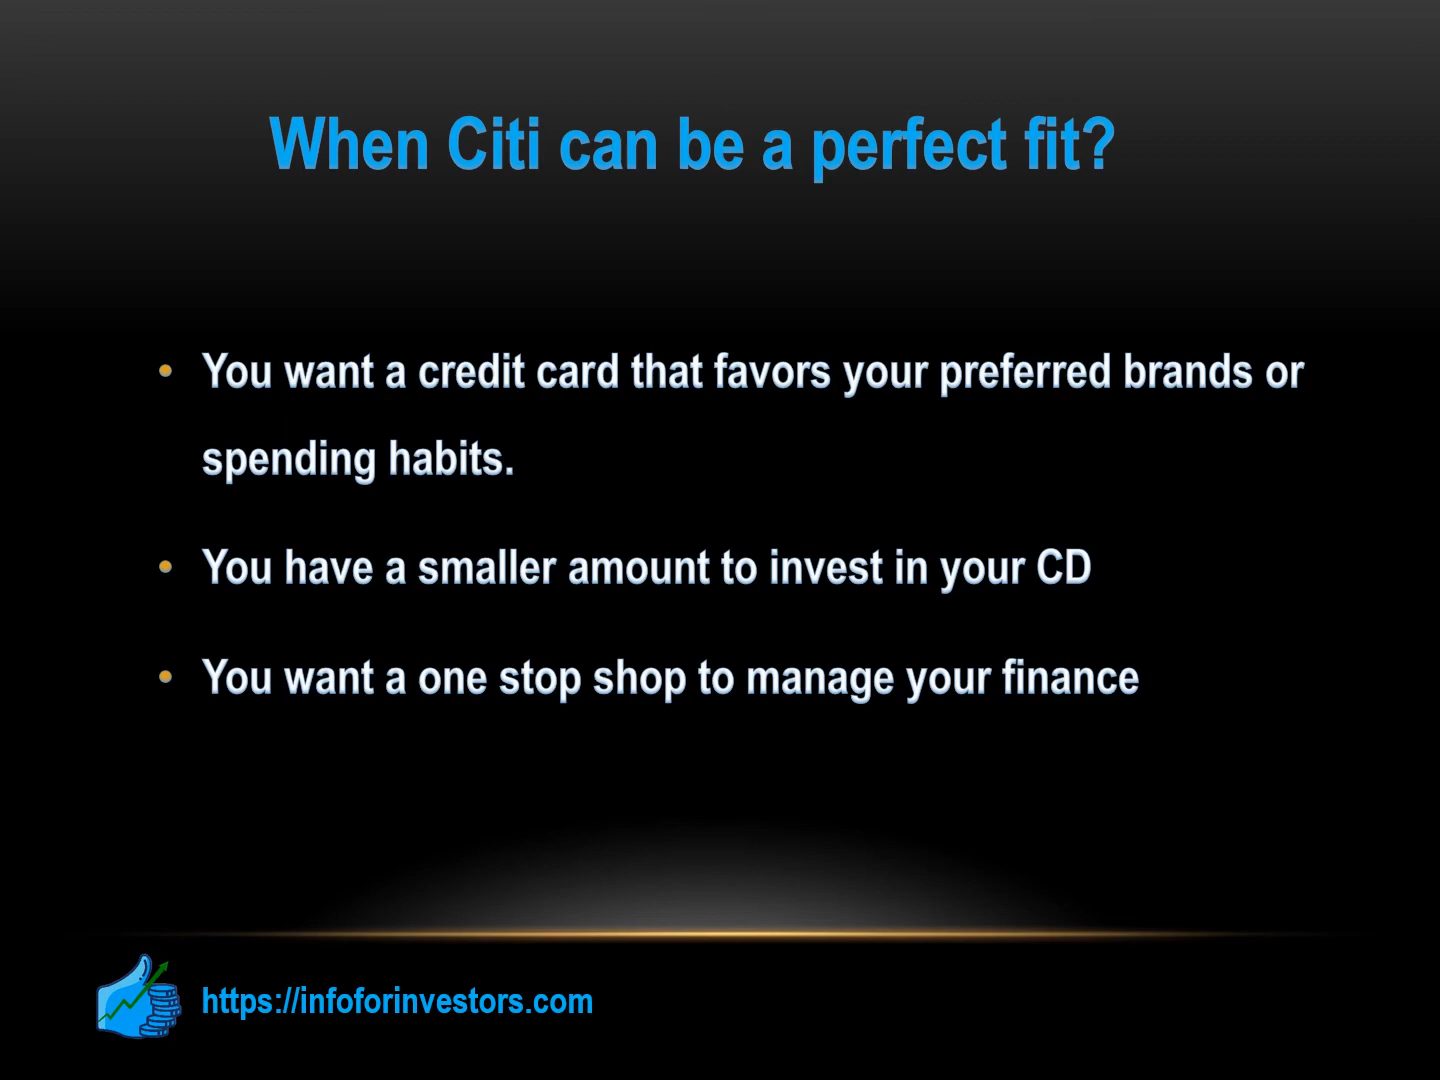 When Citi can be a perfect fit?
• You want a credit card that favors your preferred brands or
spending habits.
• You have a smaller amount to invest in your CD
• You want a one stop shop to manage your finance
https://infoforinvestors.com